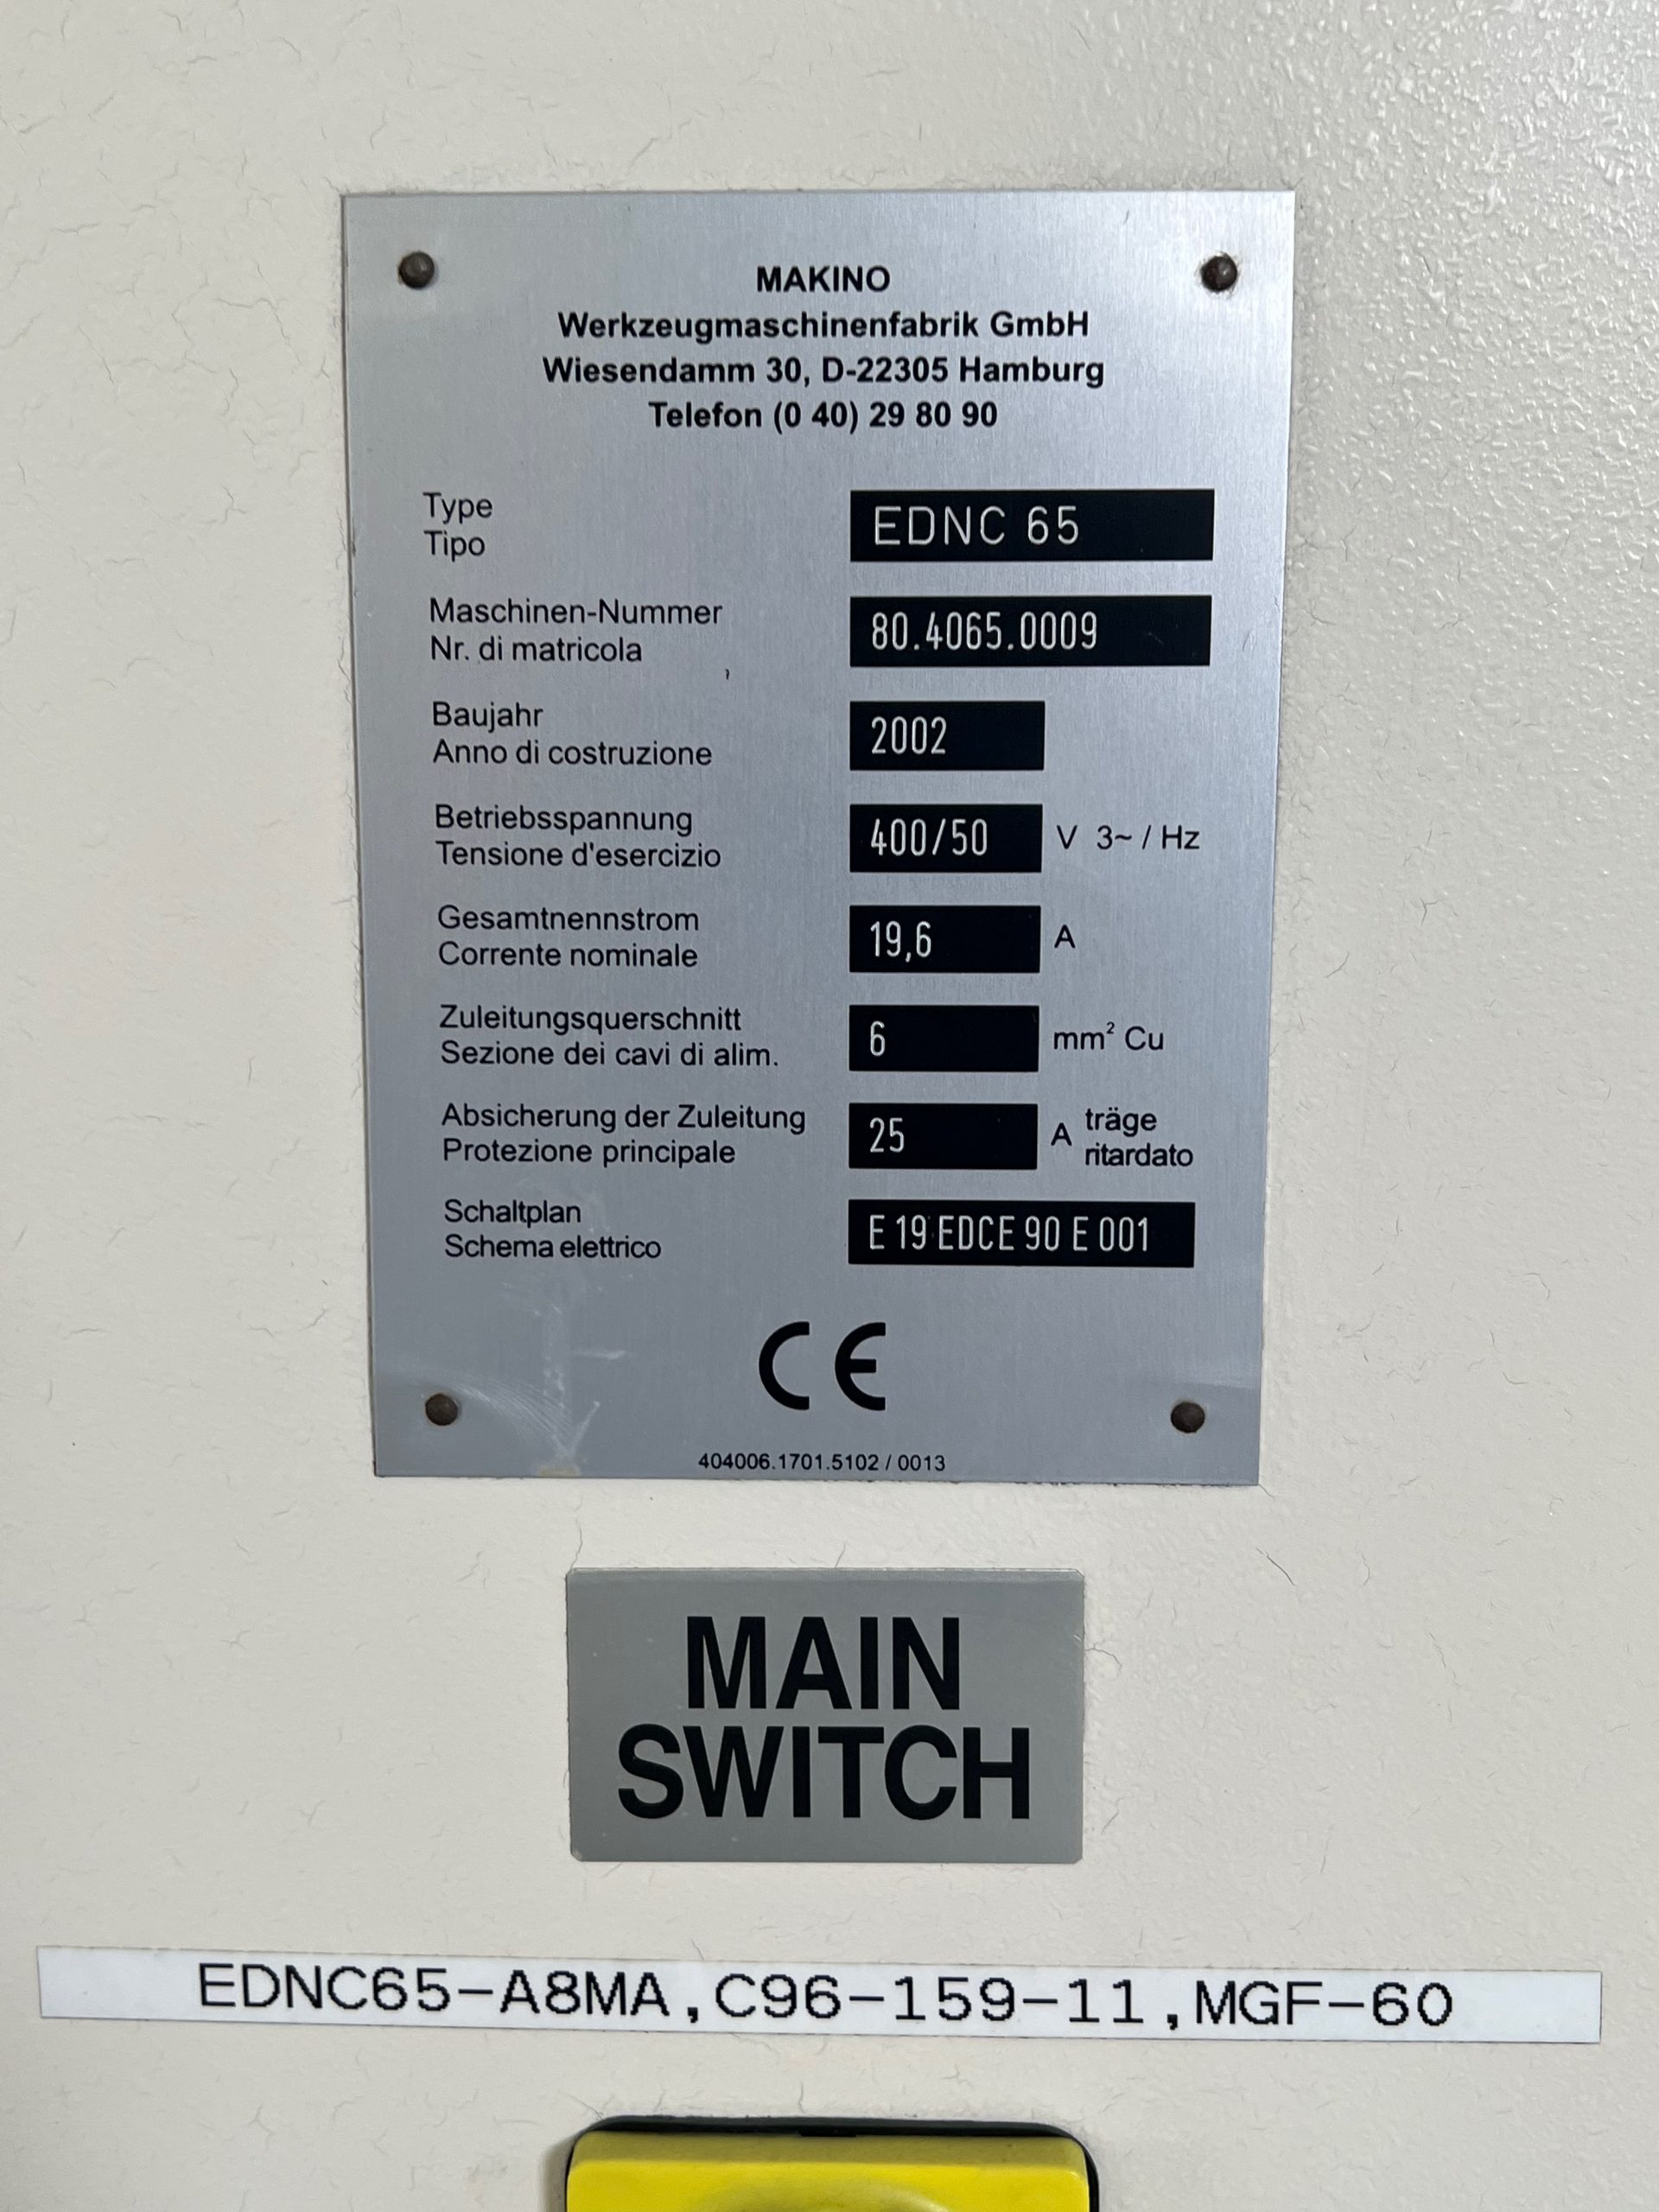 MAKINO
Werkzeugmaschinenfabrik GmbH
Wiesendamm 30, D-22305 Hamburg
Telefon (0 40) 29 80 90
Type
Tipo
EDNC 65
Maschinen-Nummer
Nr. di matricola
80.4065.0009
Baujahr
Anno di costruzione
2002
Betriebsspannung
Tensione d'esercizio
400/50 V 3~ / Hz
Gesamtnennstrom
Corrente nominale
19,6 A
Zuleitungsquerschnitt
Sezione dei cavi di alim.
6 mm² Cu
Absicherung der Zuleitung
Protezione principale
25 A träge
ritardato
Schaltplan
Schema elettrico
E 19 EDCE 90 E 001
CE
404006.1701.5102 / 0013
MAIN
SWITCH
EDNC65-A8MA,C96-159-11,MGF-60